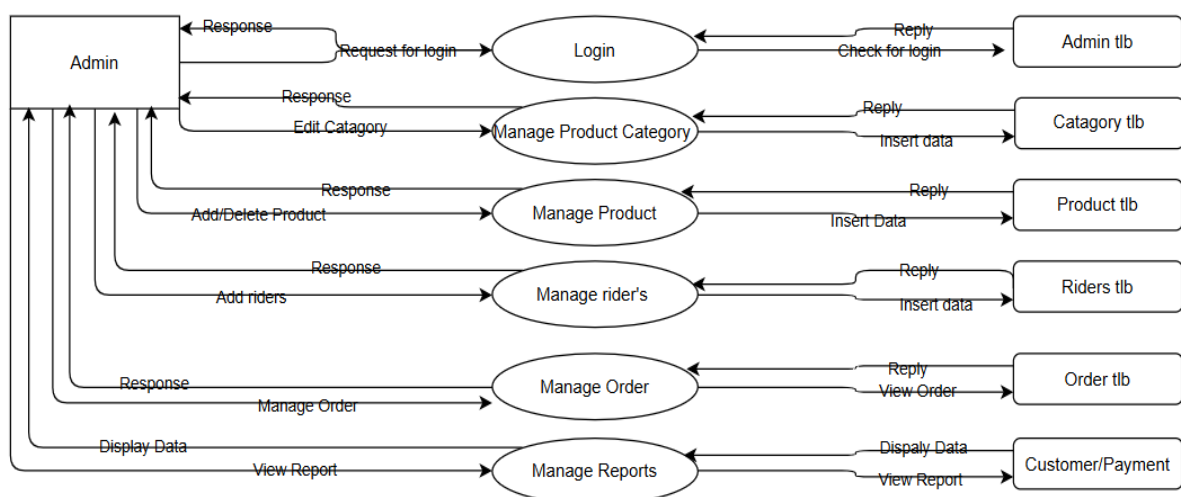 Response
Reply
Admin
Request for login
Login
Check for login
Admin tlb
Response
Reply
Edit Catagory
Manage Product Category
Insert data
Catagory tlb
Response
Reply
Add/Delete Product
Manage Product
Insert Data
Product tlb
Response
Reply
Add riders
Manage rider's
Insert data
Riders tlb
Response
Reply
Manage Order
Manage Order
View Order
Order tlb
Display Data
Dispaly Data
View Report
Manage Reports
View Report
Customer/Payment